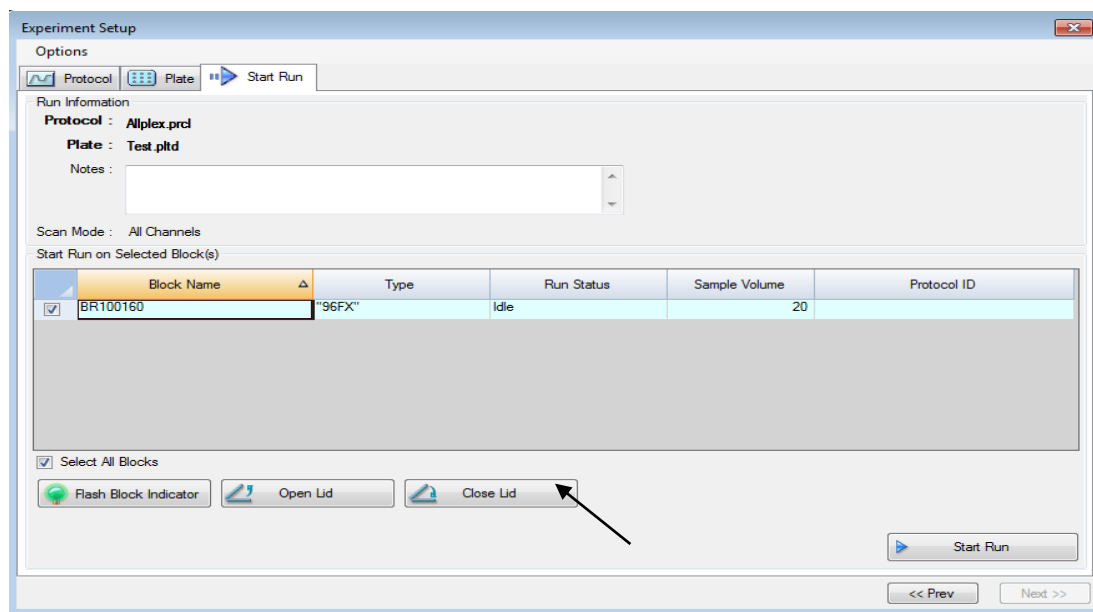 Experiment Setup
Options
Protocol Plate Start Run
Run Information
Protocol : Allplex.prcl
Plate : Test.pltd
Notes :
Scan Mode : All Channels
Start Run on Selected Block(s)
Block Name Type Run Status Sample Volume Protocol ID
BR100160 "96FX" Idle 20
Select All Blocks
Flash Block Indicator Open Lid Close Lid
Start Run
<< Prev Next >>